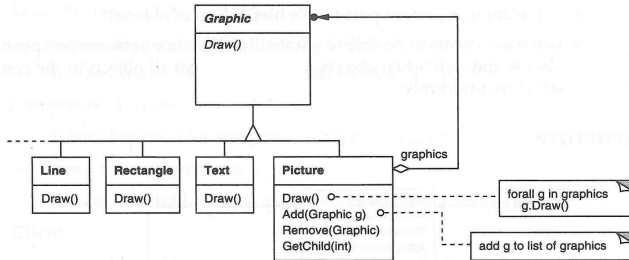 Graphic
Draw()
graphics
Line
Draw()
Rectangle
Draw()
Text
Draw()
Picture
Draw()
Add(Graphic g)
Remove(Graphic)
GetChild(int)
forall g in graphics
g.Draw()
add g to list of graphics